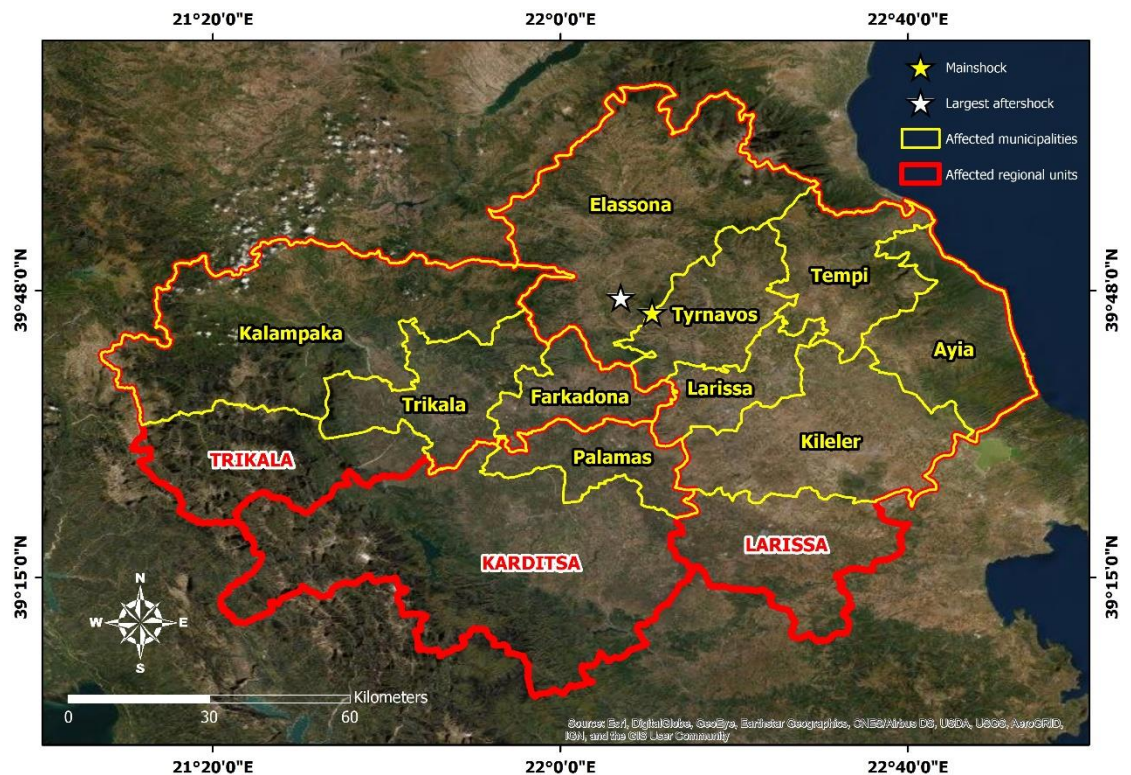 21°20'0"E
22°00'0"E
22°40'0"E
Mainshock
Largest aftershock
Affected municipalities
Affected regional units
Elassona
39°48'0"N
39°48'0"N
Tempi
Tyrnavos
Kalampaka
Ayia
Larissa
Farkadona
Trikala
Kileler
Palamas
TRIKALA
LARISSA
KARDITSA
39°15'0"N
39°15'0"N
N
W E
S
Kilometers
0 30 60
Source: Esri, DigitalGlobe, GeoEye, Earthstar Geographics, CNES/Airbus DS, USDA, USGS, AeroGRID,
IGN, and the GIS User Community
21°20'0"E
22°00'0"E
22°40'0"E